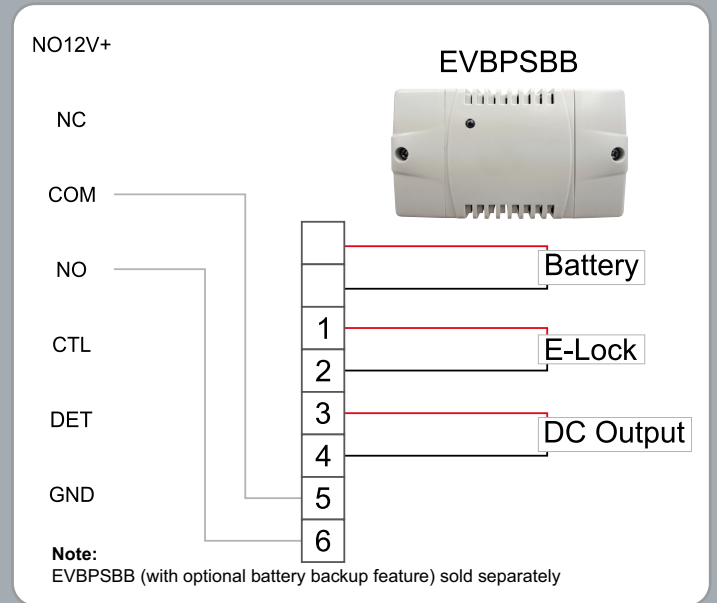 NO12V+
EVBPSBB
NC
COM
NO
CTL
DET
GND
1
2
3
4
5
6
Battery
E-Lock
DC Output
Note:
EVBPSBB (with optional battery backup feature) sold separately